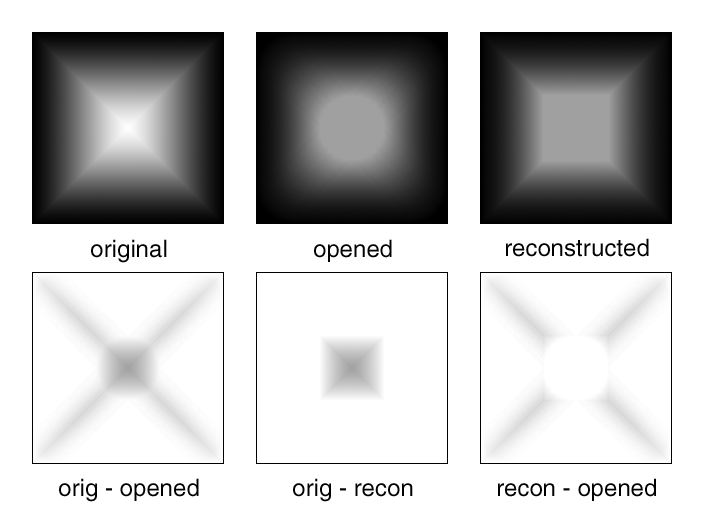 original
opened
reconstructed
orig - opened
orig - recon
recon - opened